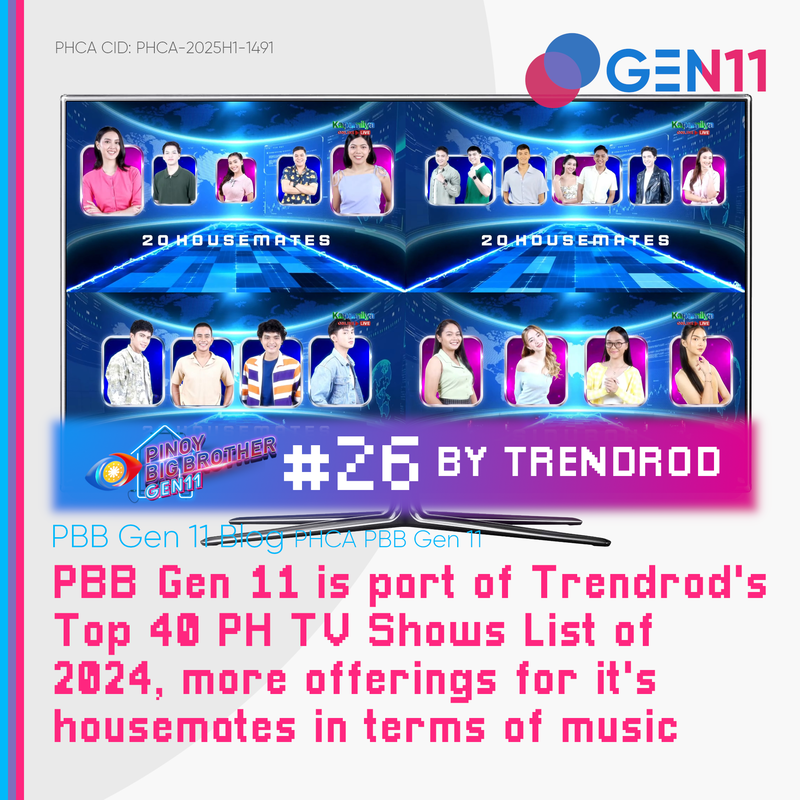 PHCA CID: PHCA-2025H1-1491
GEN11
20 HOUSEMATES
20 HOUSEMATES
PINOY
BIG BROTHER
GEN11
#26 BY TRENDROD
PBB Gen 11 Blog PHCA PBB Gen 11
PBB Gen 11 is part of Trendrod's
Top 40 PH TV Shows List of
2024, more offerings for it's
housemates in terms of music